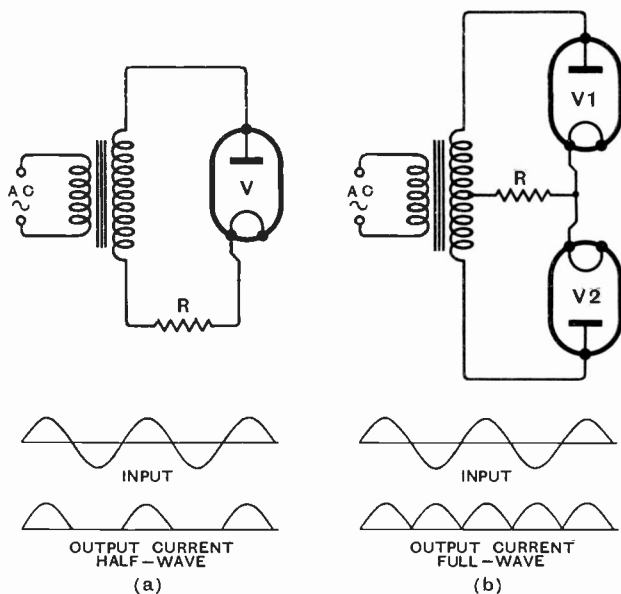 AC
V
R
INPUT
OUTPUT CURRENT
HALF-WAVE
(a)
AC
V1
R
V2
INPUT
OUTPUT CURRENT
FULL-WAVE
(b)